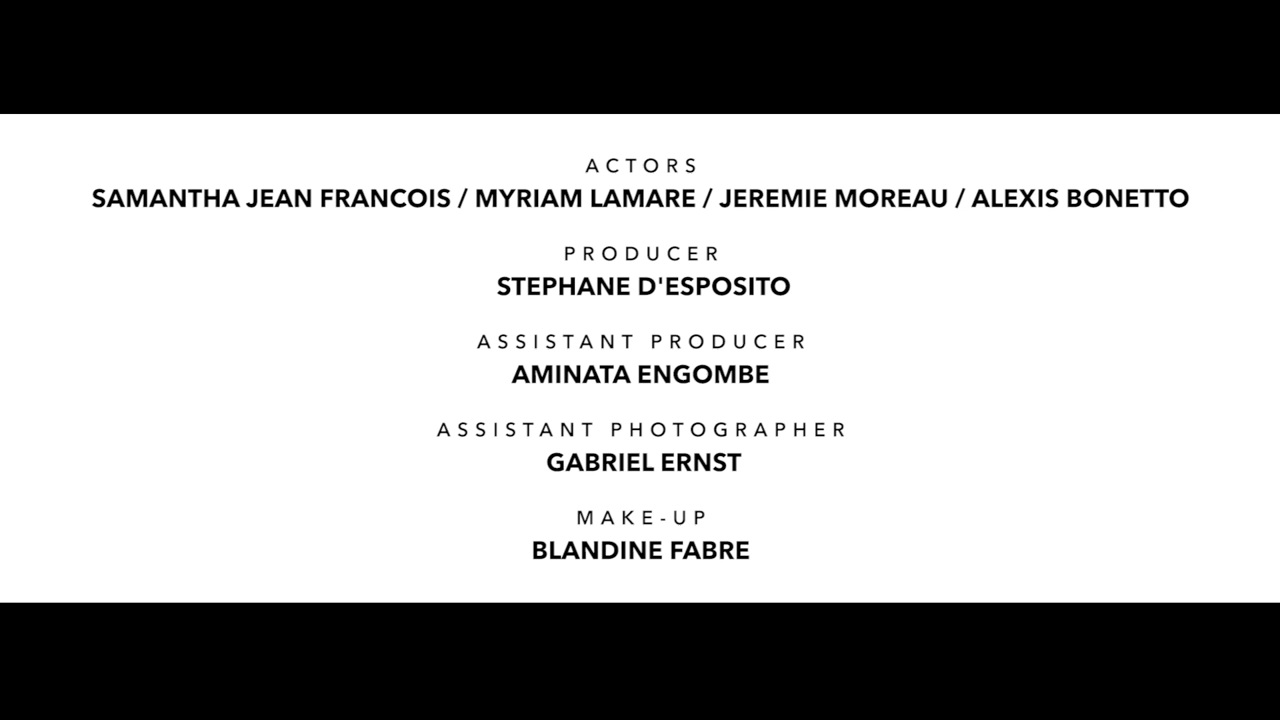 ACTORS
SAMANTHA JEAN FRANCOIS / MYRIAM LAMARE / JEREMIE MOREAU / ALEXIS BONETTO
PRODUCER
STEPHANE D'ESPOSITO
ASSISTANT PRODUCER
AMINATA ENGOMBE
ASSISTANT PHOTOGRAPHER
GABRIEL ERNST
MAKE-UP
BLANDINE FABRE